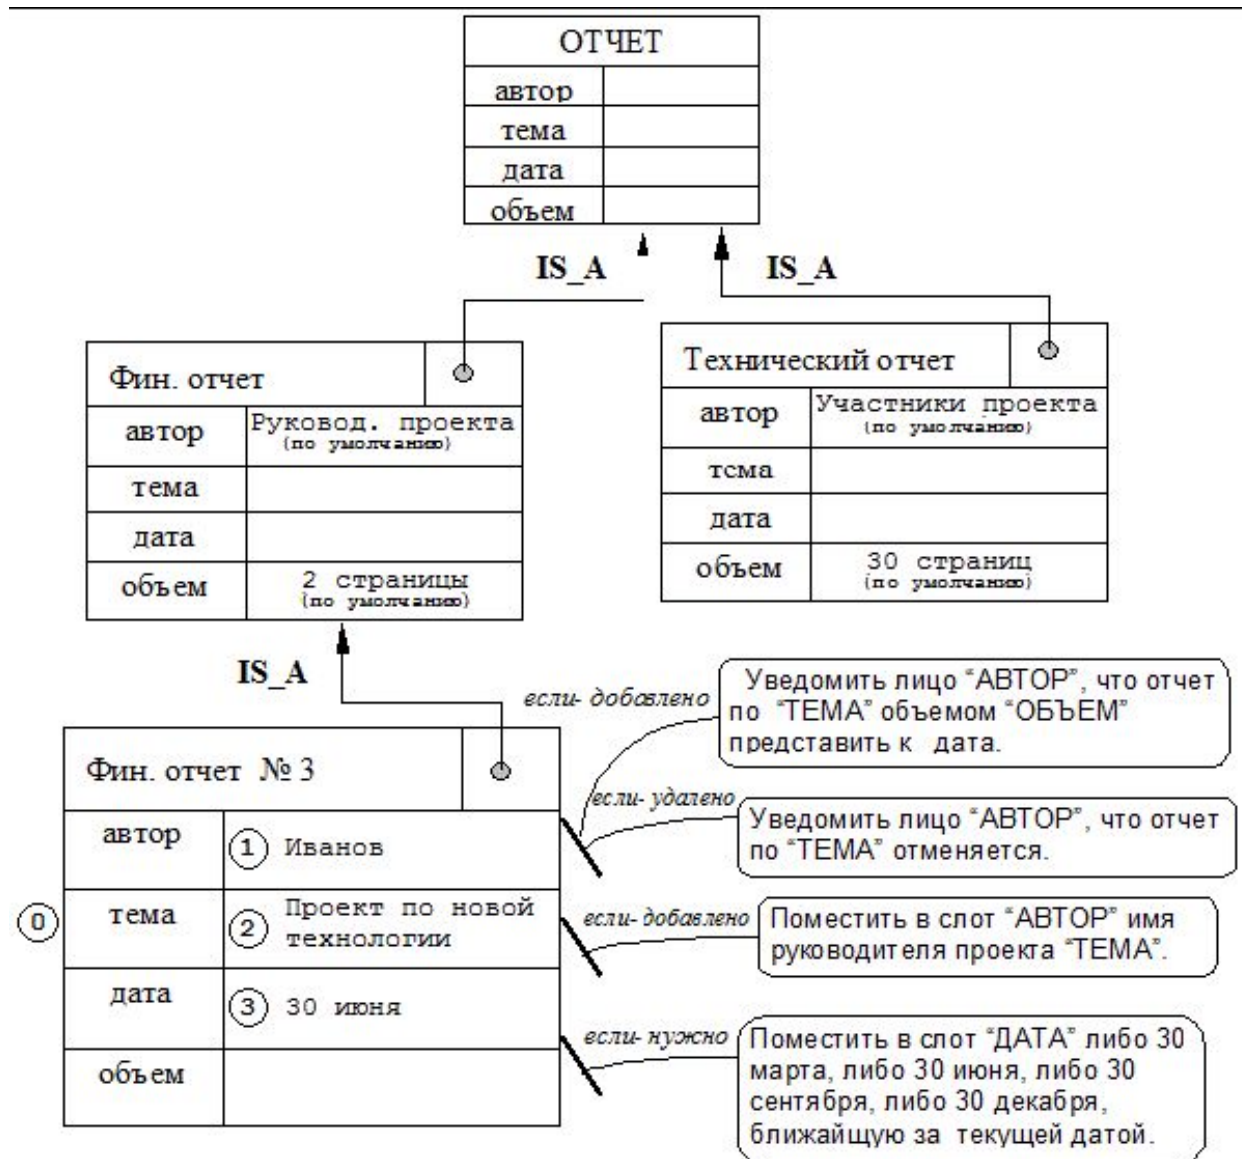 ОТЧЕТ
автор
тема
дата
объем
IS_A
IS_A
Фин. отчет
автор
Руковод. проекта
(по умолчанию)
тема
дата
объем
2 страницы
(по умолчанию)
Технический отчет
автор
Участники проекта
(по умолчанию)
тсма
дата
объем
30 страниц
(по умолчанию)
IS_A
Фин. отчет № 3
автор
1 Иванов
0
тема
2 Проект по новой
технологии
дата
3 30 июня
объем
если- добавлено
Уведомить лицо “АВТОР”, что отчет
по “ТЕМА” объемом “ОБЪЕМ”
представить к дата.
если- удалено
Уведомить лицо “АВТОР”, что отчет
по “ТЕМА” отменяется.
если- добавлено
Поместить в слот “АВТОР” имя
руководителя проекта “ТЕМА”.
если- нужно
Поместить в слот “ДАТА” либо 30
марта, либо 30 июня, либо 30
сентября, либо 30 декабря,
ближайщую за текущей датой.